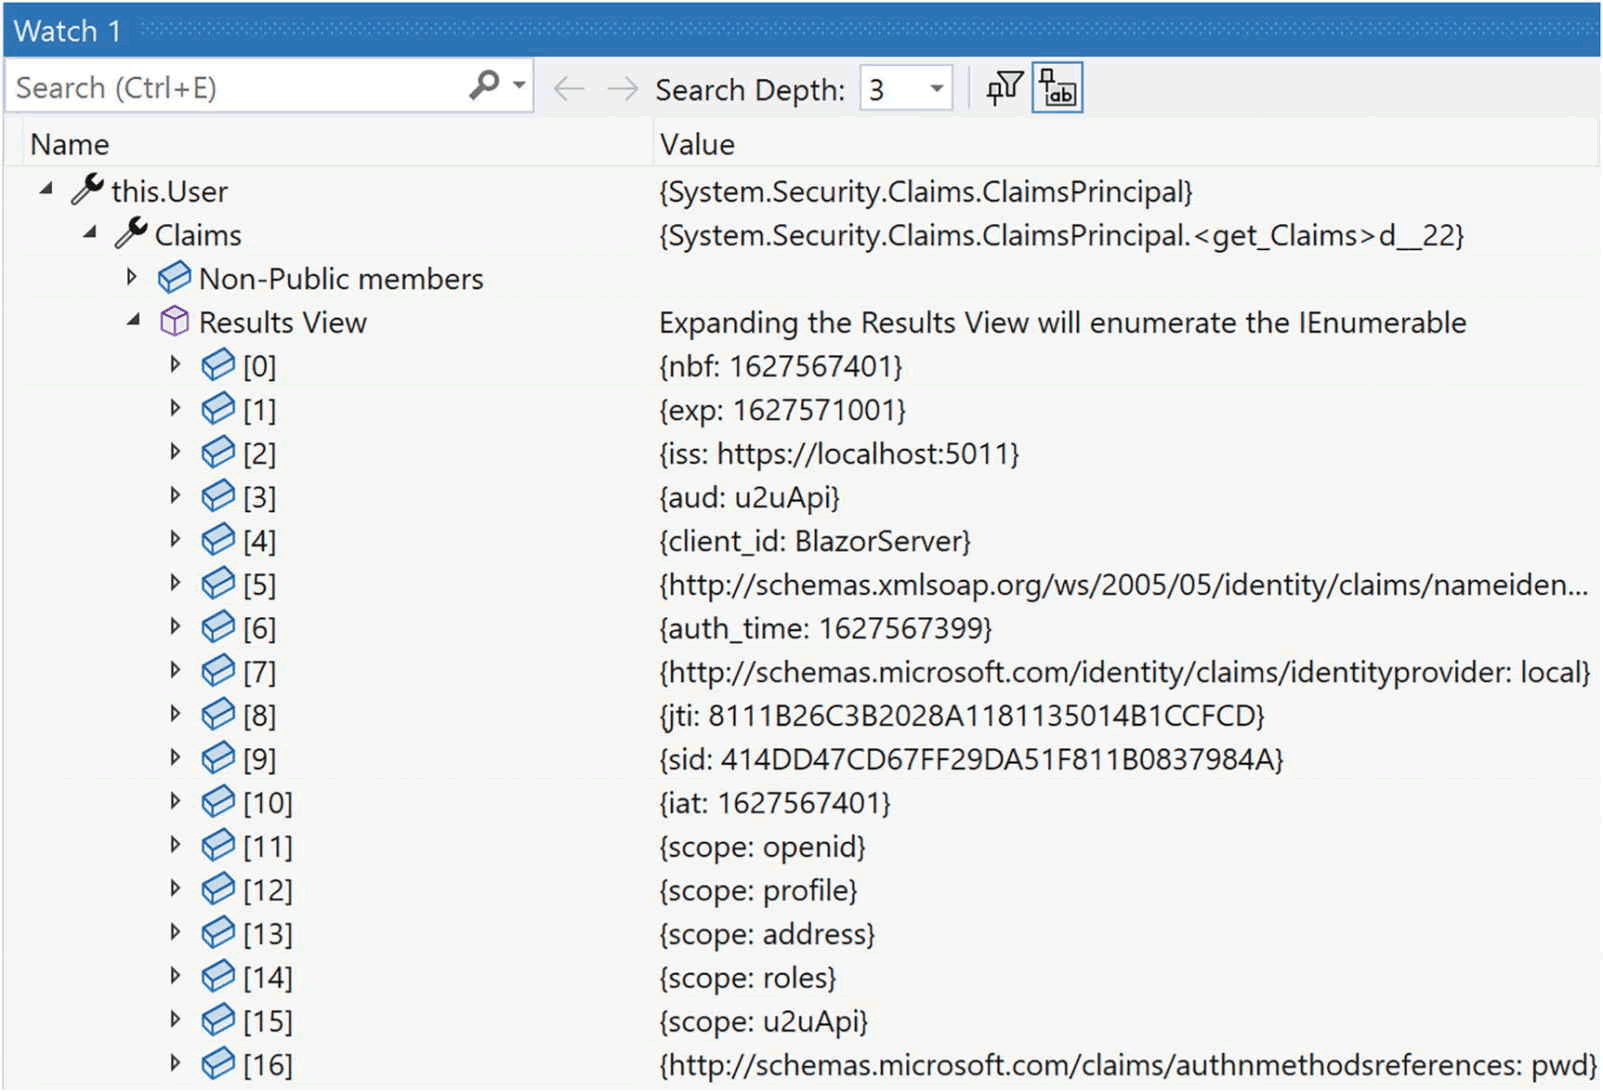 Watch 1
Search (Ctrl+E) Search Depth: 3 ab
Name Value
this.User {System.Security.Claims.ClaimsPrincipal}
Claims {System.Security.Claims.ClaimsPrincipal.<get_Claims>d__22}
Non-Public members
Results View Expanding the Results View will enumerate the IEnumerable
[0] {nbf: 1627567401}
[1] {exp: 1627571001}
[2] {iss: https://localhost:5011}
[3] {aud: u2uApi}
[4] {client_id: BlazorServer}
[5] {http://schemas.xmlsoap.org/ws/2005/05/identity/claims/nameiden...
[6] {auth_time: 1627567399}
[7] {http://schemas.microsoft.com/identity/claims/identityprovider: local}
[8] {jti: 8111B26C3B2028A1181135014B1CCFCD}
[9] {sid: 414DD47CD67FF29DA51F811B0837984A}
[10] {iat: 1627567401}
[11] {scope: openid}
[12] {scope: profile}
[13] {scope: address}
[14] {scope: roles}
[15] {scope: u2uApi}
[16] {http://schemas.microsoft.com/claims/authnmethodsreferences: pwd}